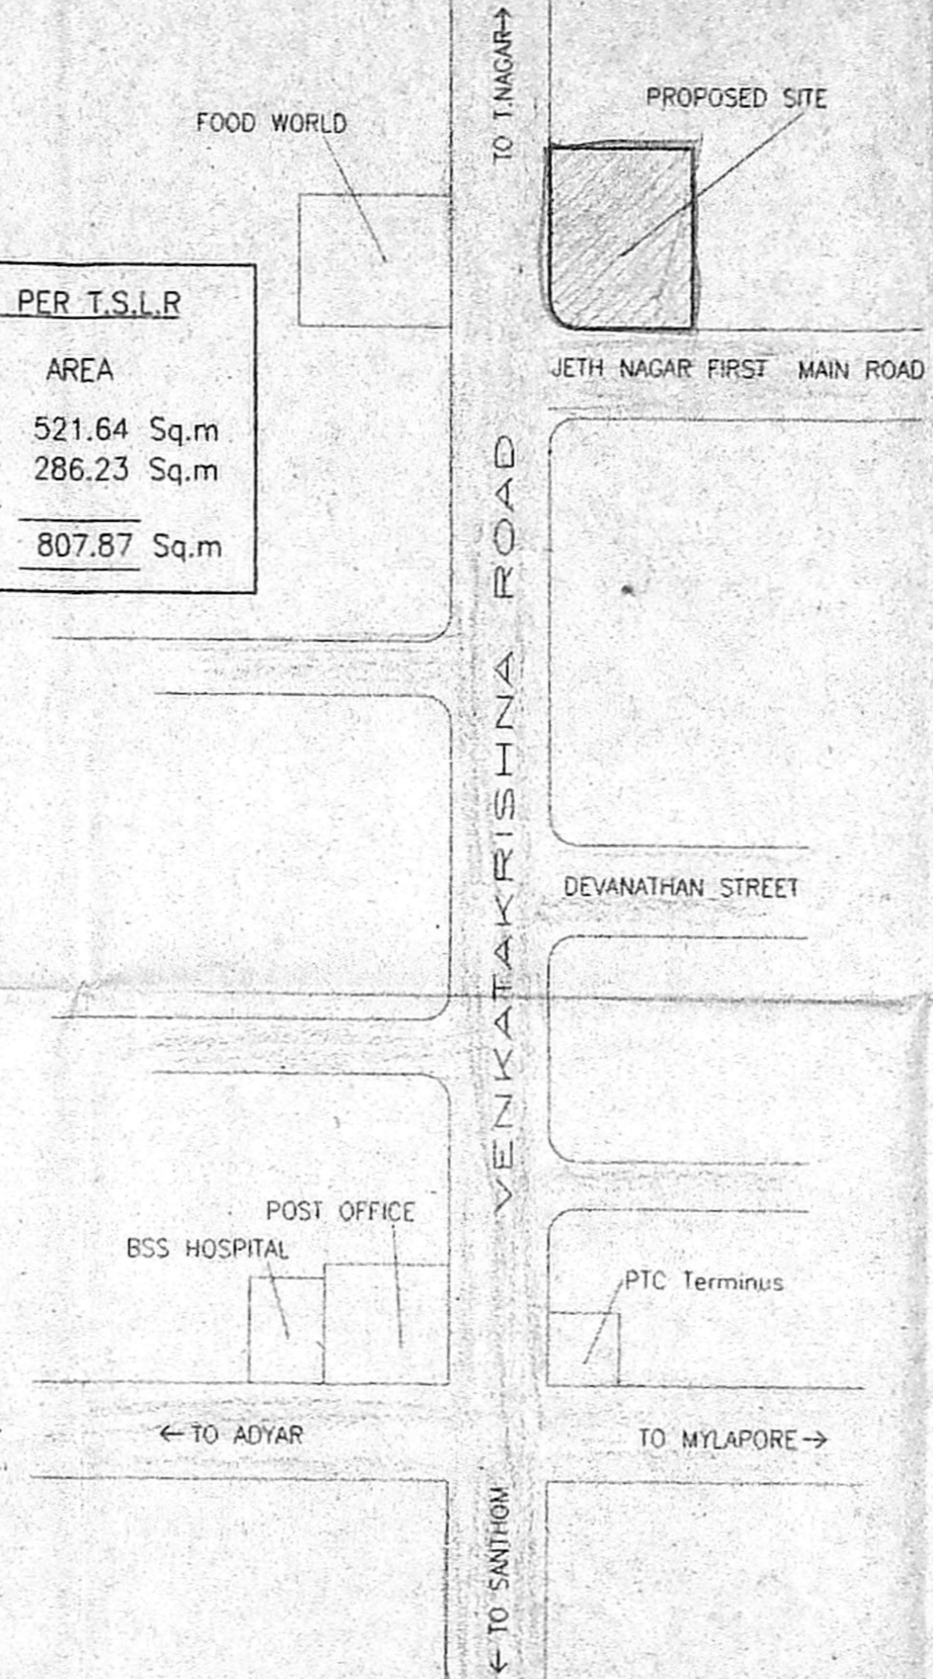 TO T.NAGAR→
PROPOSED SITE
FOOD WORLD
PER T.S.L.R
AREA
521.64 Sq.m
286.23 Sq.m
807.87 Sq.m
JETH NAGAR FIRST MAIN ROAD
VENKATAKRISHNA ROAD
DEVANATHAN STREET
POST OFFICE
BSS HOSPITAL
PTC Terminus
←TO ADYAR
TO MYLAPORE→
← TO SANTHOM